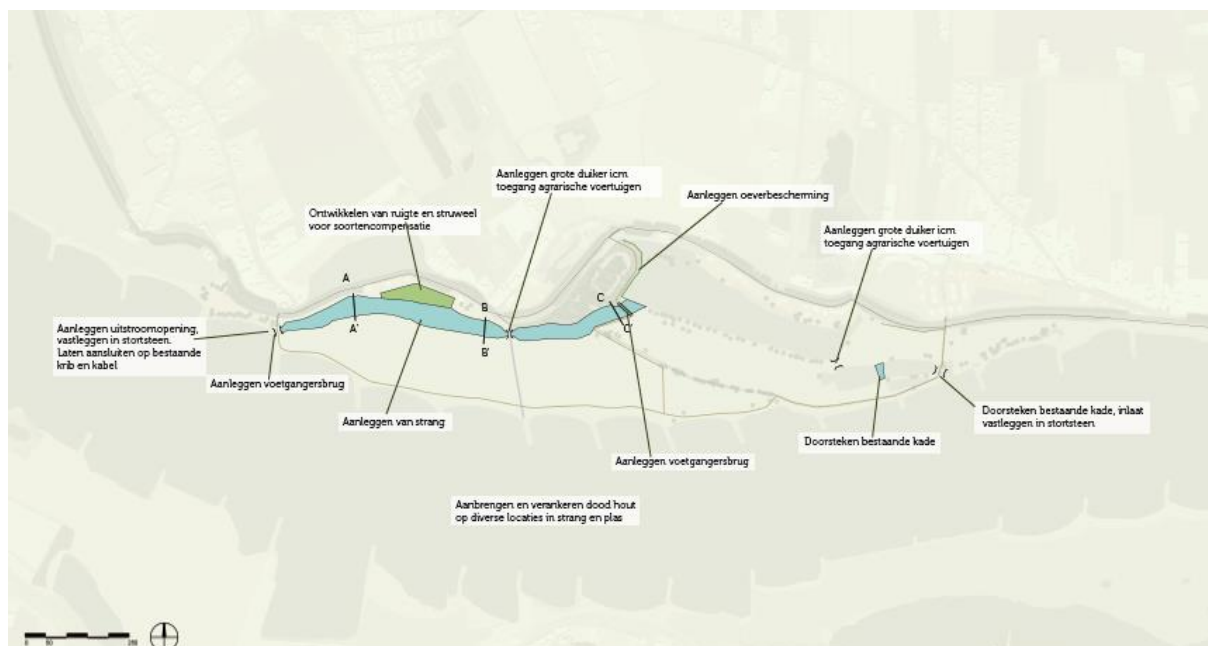 Aanleggen grote duiker icm.
toegang agrarische voertuigen
Aanleggen oeverbescherming
Ontwikkelen van ruigte en struweel
voor soortencompensatie
Aanleggen grote duiker icm.
toegang agrarische voertuigen
A
A'
B
B'
C
C'
Aanleggen uitstroomopening,
vastleggen in stortsteen.
Laten aansluiten op bestaande
krib en kabel
Aanleggen voetgangersbrug
Aanleggen van strang
Doorsteken bestaande kade, inlaat
vastleggen in stortsteen
Doorsteken bestaande kade
Aanleggen voetgangersbrug
Aanbrengen en verankeren dood hout
op diverse locaties in strang en plas
0 50 250